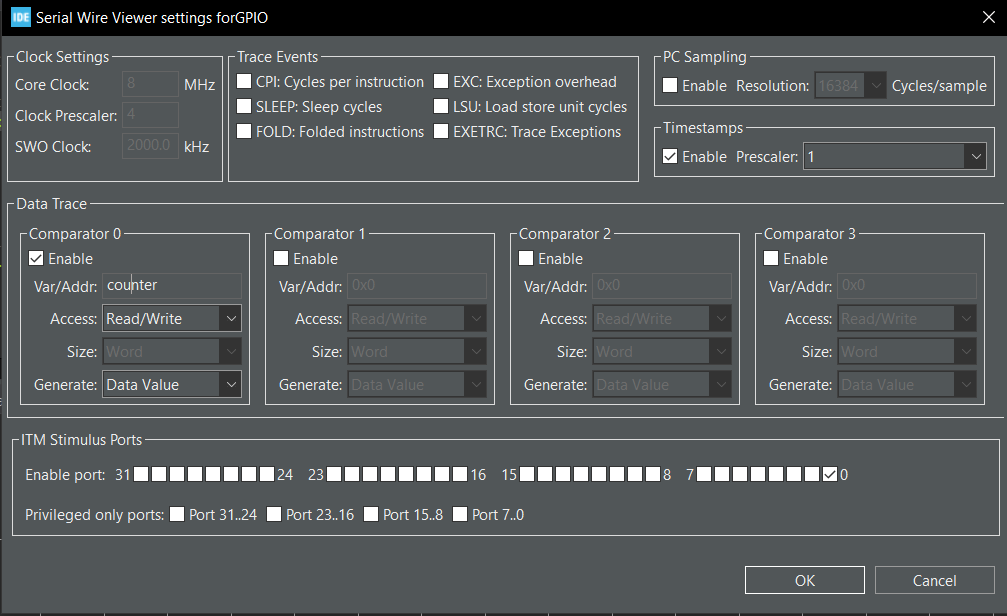 IDE Serial Wire Viewer settings forGPIO
Clock Settings
Core Clock: 8 MHz
Clock Prescaler: 4
SWO Clock: 2000.0 kHz
Trace Events
CPI: Cycles per instruction EXC: Exception overhead
SLEEP: Sleep cycles LSU: Load store unit cycles
FOLD: Folded instructions EXETRC: Trace Exceptions
PC Sampling
Enable Resolution: 16384 Cycles/sample
Timestamps
Enable Prescaler: 1
Data Trace
Comparator 0
Enable
Var/Addr: counter
Access: Read/Write
Size: Word
Generate: Data Value
Comparator 1
Enable
Var/Addr: 0x0
Access: Read/Write
Size: Word
Generate: Data Value
Comparator 2
Enable
Var/Addr: 0x0
Access: Read/Write
Size: Word
Generate: Data Value
Comparator 3
Enable
Var/Addr: 0x0
Access: Read/Write
Size: Word
Generate: Data Value
ITM Stimulus Ports
Enable port: 31 24 23 16 15 8 7 0
Privileged only ports: Port 31..24 Port 23..16 Port 15..8 Port 7..0
OK Cancel